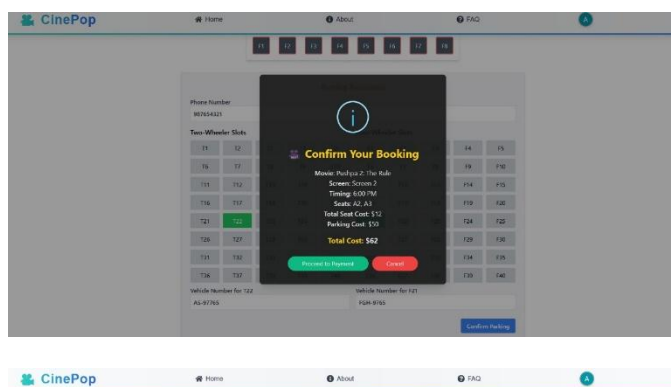 CinePop
Home
About
FAQ
A
F1 F2 F3 F4 F5 F6 F7 F8
Phone Number
Two-Wheeler Slots
T1 T2 F4 F5
T6 T7 F9 F10
T11 T12 F14 F15
T16 T17 F19 F20
T21 T22 F24 F25
T26 T27 F29 F30
T31 T32 F34 F35
T36 T37 F39 F40
Confirm Your Booking
Movie: Pushpa 2: The Rule
Screen: Screen 2
Timing: 6:00 PM
Seats: A2, A3
Total Seat Cost: $12
Parking Cost: $50
Total Cost: $62
Proceed to Payment
Cancel
Vehicle Number for T22
Vehicle Number for F21
AS-97765
FGH-9765
Confirm Parking
CinePop
Home
About
FAQ
A